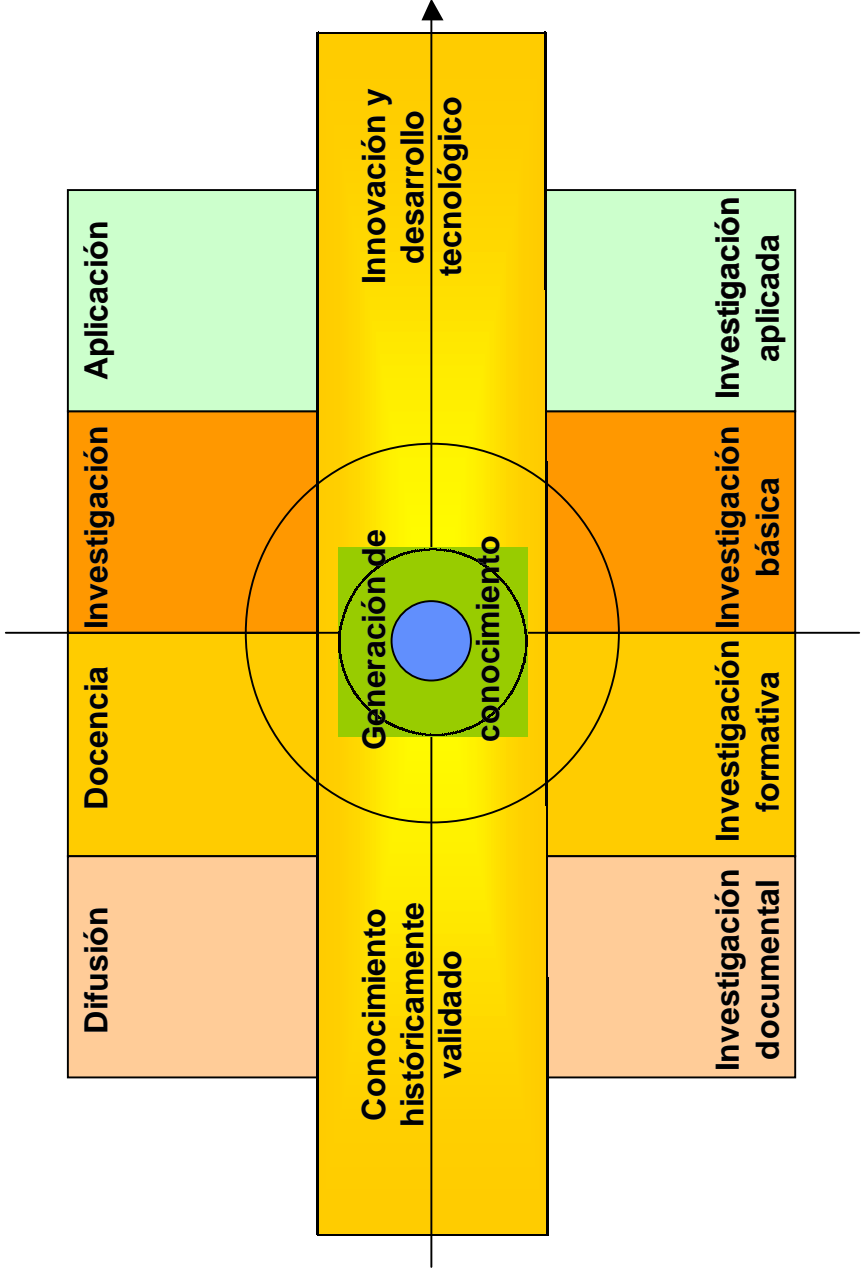 Difusión
Docencia
Investigación
Aplicación
Conocimiento
históricamente
validado
Generación de
conocimiento
Innovación y
desarrollo
tecnológico
Investigación
documental
Investigación
formativa
Investigación
básica
Investigación
aplicada